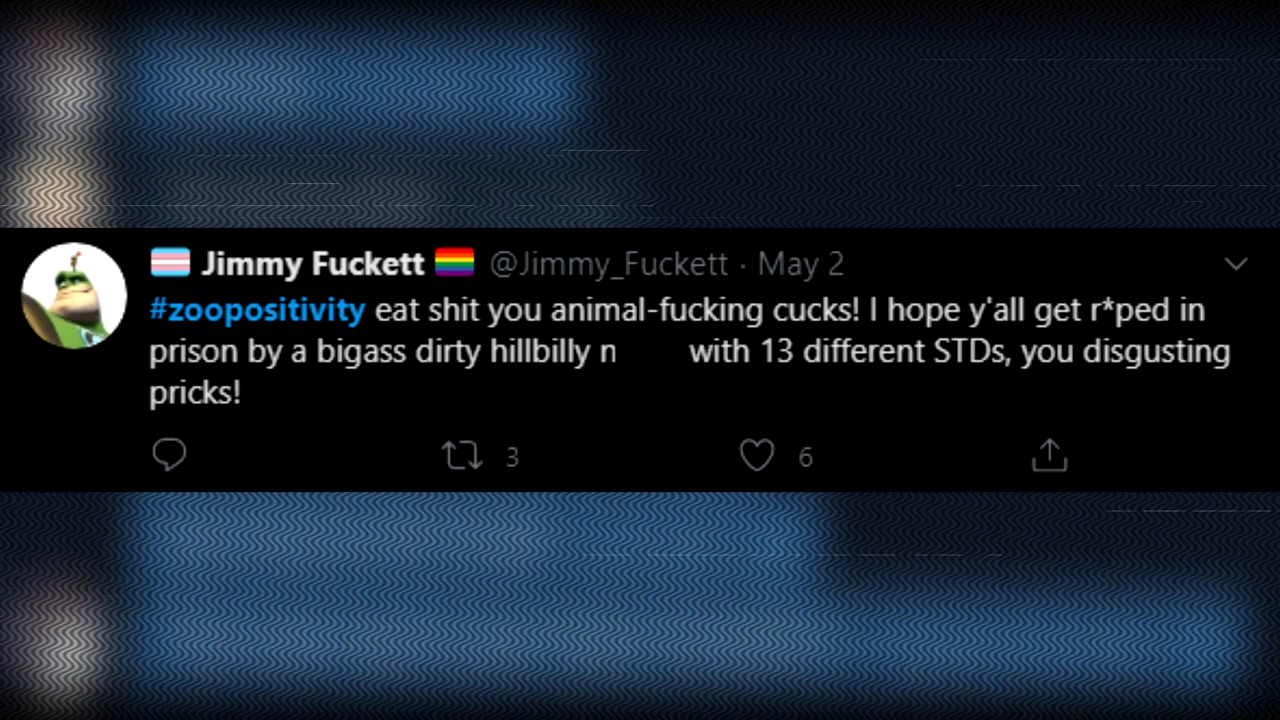 Jimmy Fuckett @Jimmy_Fuckett · May 2
#zoopositivity eat shit you animal-fucking cucks! I hope y'all get r*ped in
prison by a bigass dirty hillbilly n with 13 different STDs, you disgusting
pricks!
3 6